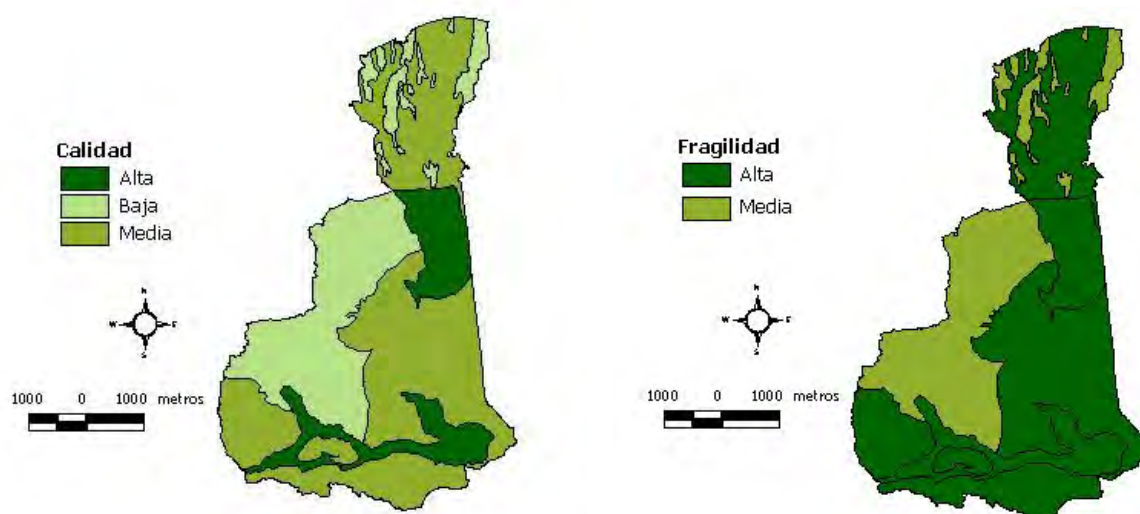 Calidad
Alta
Baja
Media
N
W E
S
1000 0 1000 metros
Fragilidad
Alta
Media
N
W E
S
1000 0 1000 metros